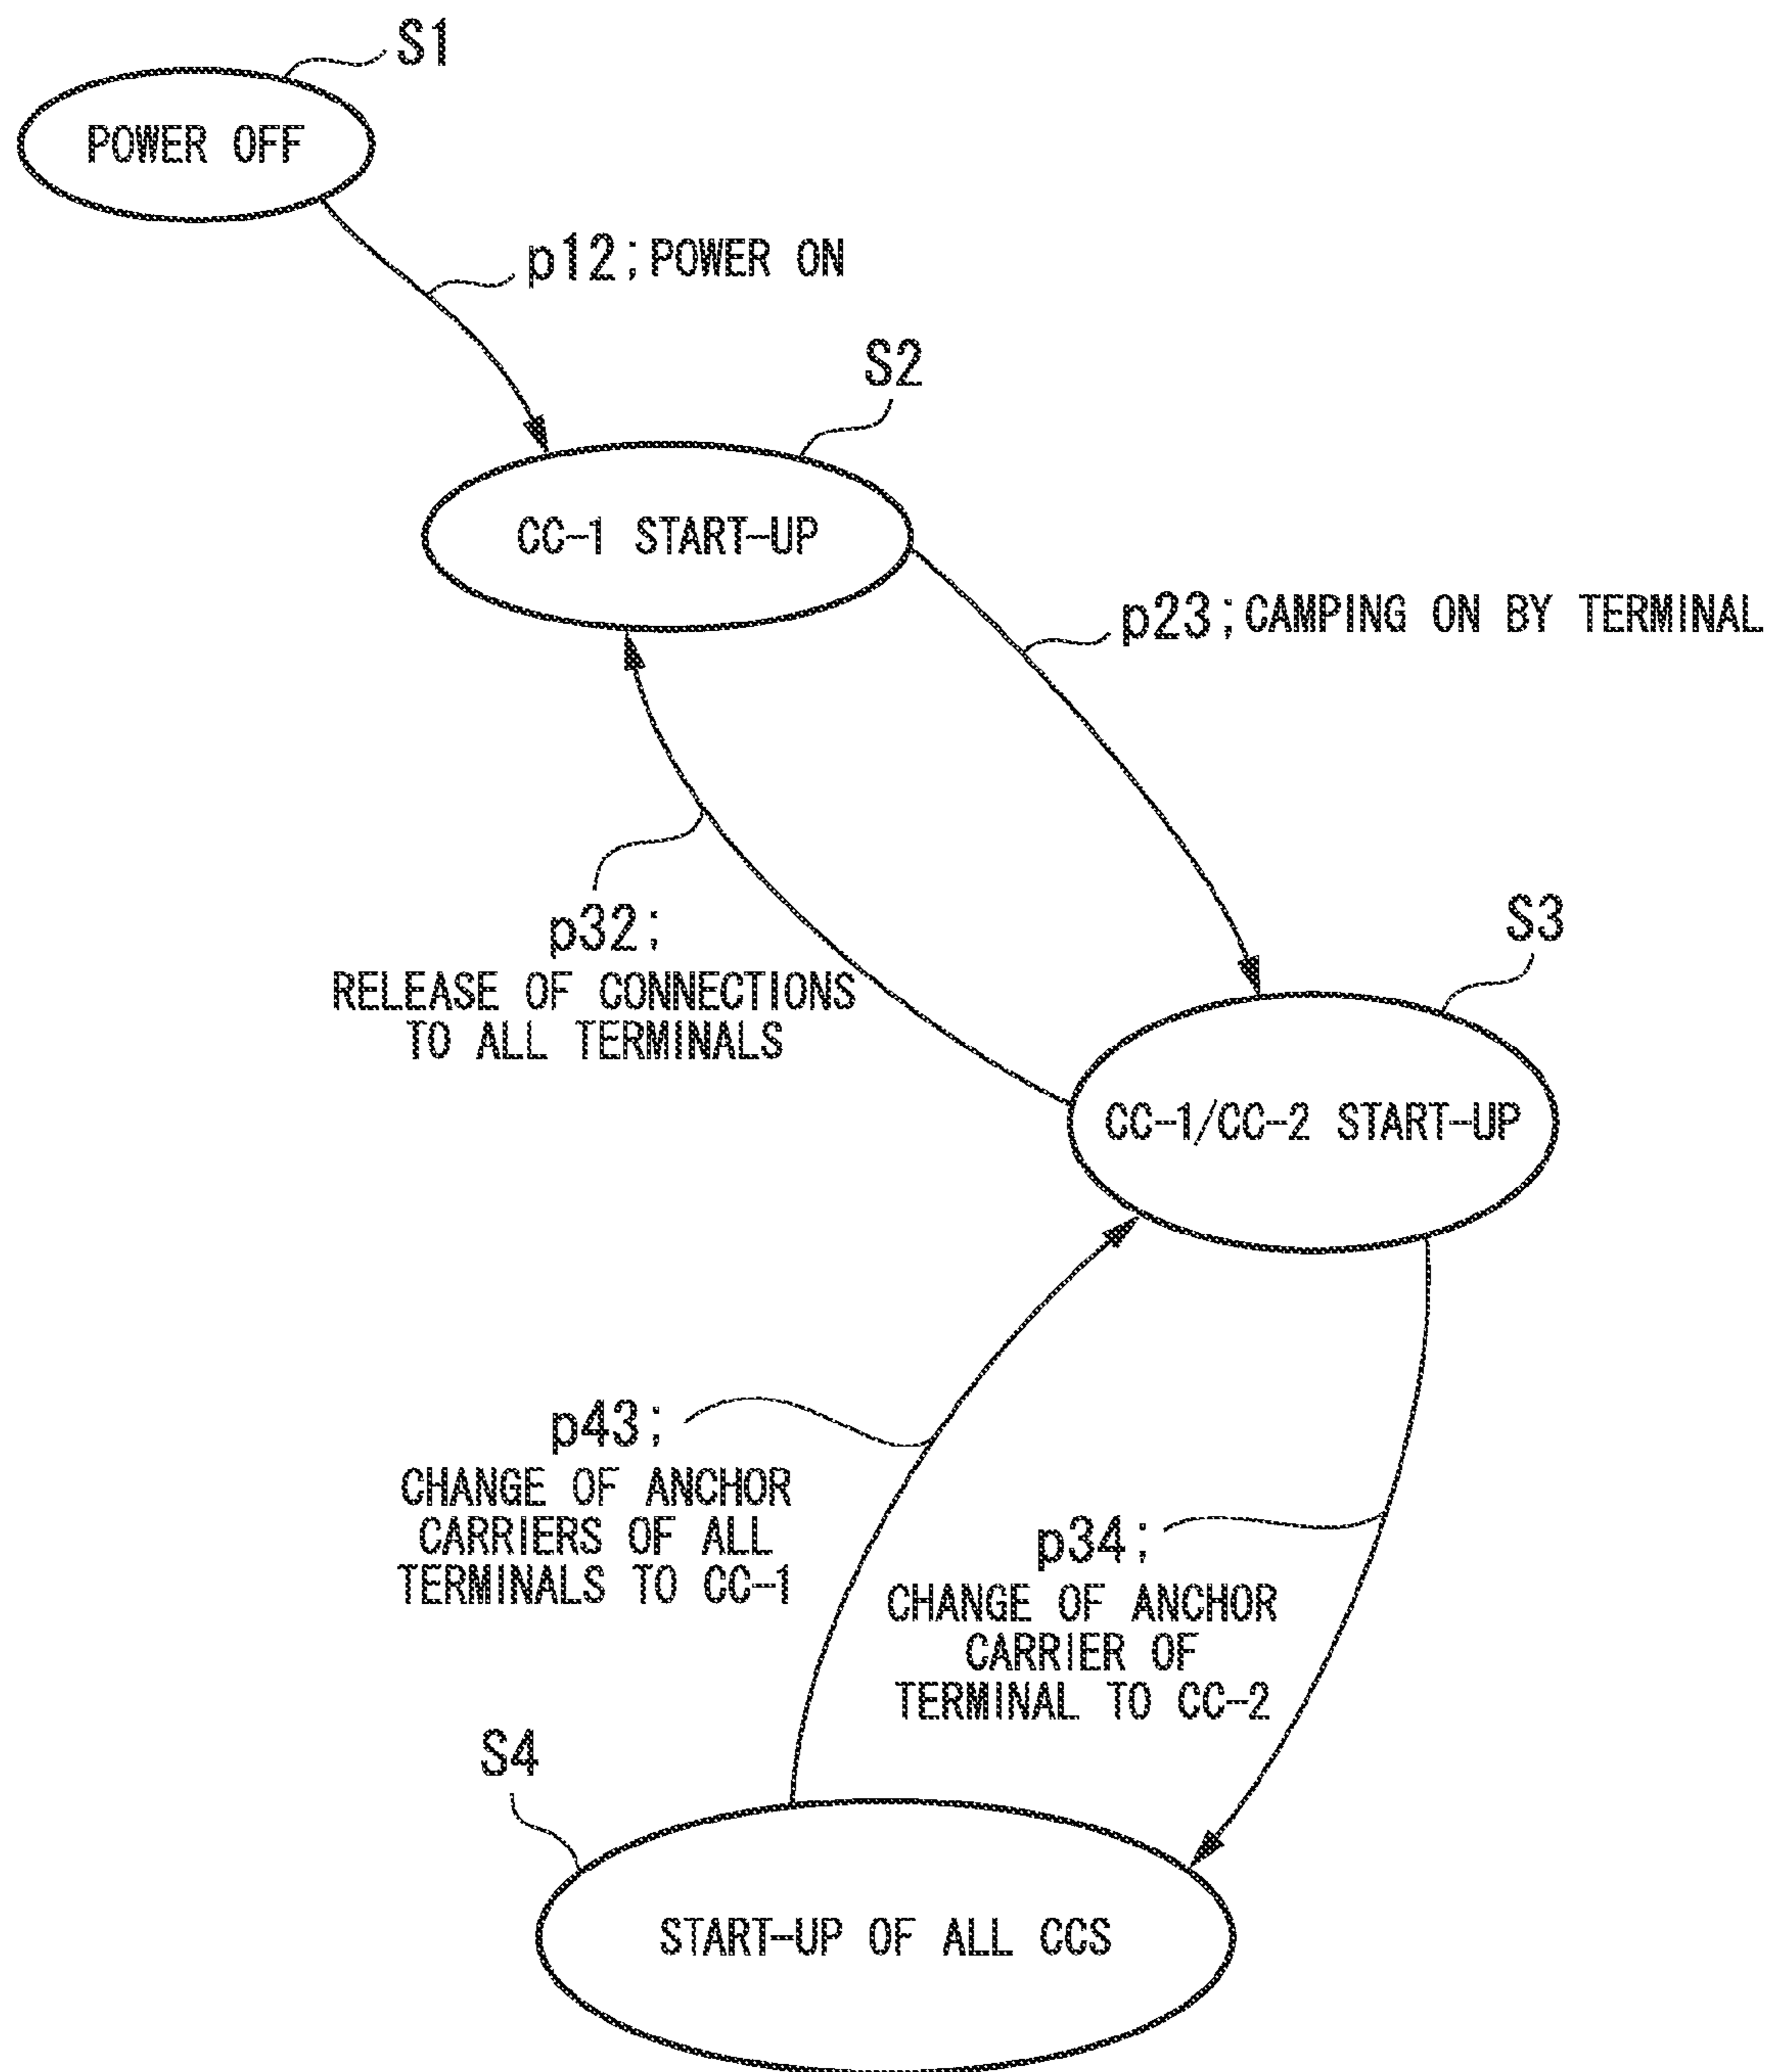 S1
POWER OFF
p12;POWER ON
S2
CC-1 START-UP
p23;CAMPING ON BY TERMINAL
p32;
RELEASE OF CONNECTIONS
TO ALL TERMINALS
S3
CC-1/CC-2 START-UP
p43;
CHANGE OF ANCHOR
CARRIERS OF ALL
TERMINALS TO CC-1
p34;
CHANGE OF ANCHOR
CARRIER OF
TERMINAL TO CC-2
S4
START-UP OF ALL CCS